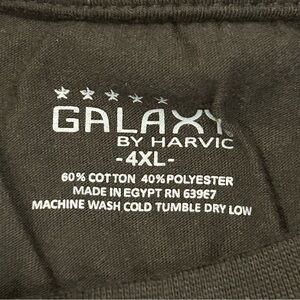 GALAXY
BY HARVIC
-4XL-
60% COTTON 40% POLYESTER
MADE IN EGYPT RN 63967
MACHINE WASH COLD TUMBLE DRY LOW